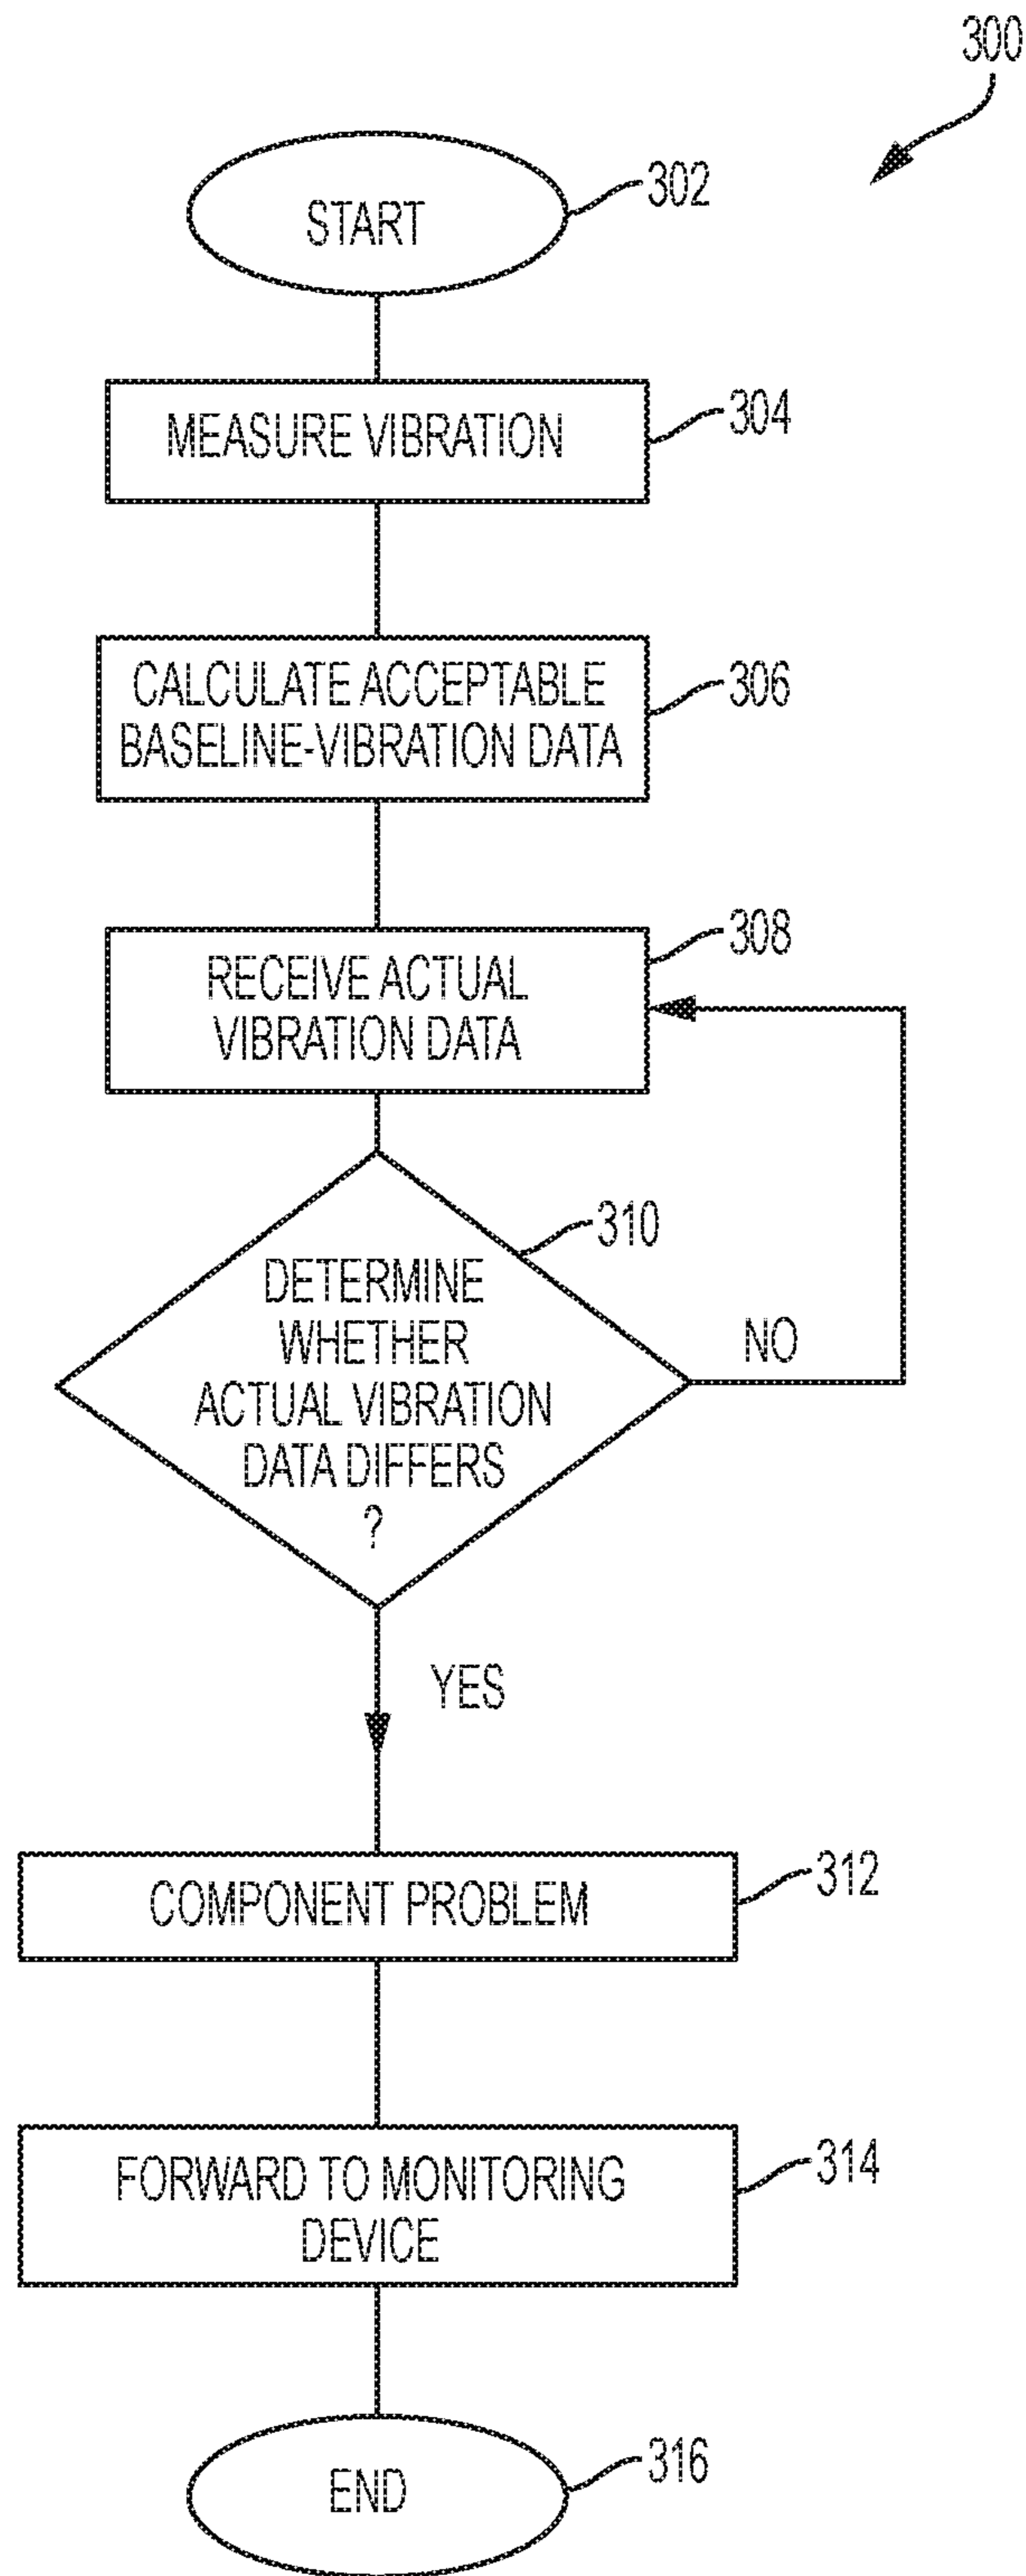 300
START
302
MEASURE VIBRATION
304
CALCULATE ACCEPTABLE
BASELINE-VIBRATION DATA
306
RECEIVE ACTUAL
VIBRATION DATA
308
310
DETERMINE
WHETHER
ACTUAL VIBRATION
DATA DIFFERS
?
NO
YES
COMPONENT PROBLEM
312
FORWARD TO MONITORING
DEVICE
314
END
316